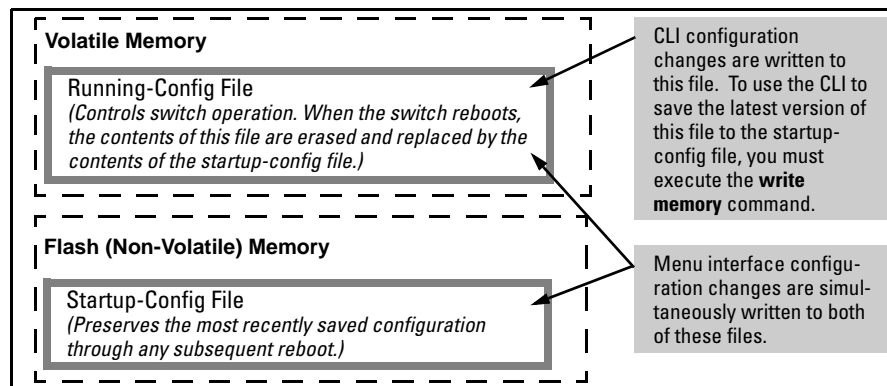 Volatile Memory
Running-Config File
(Controls switch operation. When the switch reboots,
the contents of this file are erased and replaced by the
contents of the startup-config file.)
CLI configuration
changes are written to
this file.  To use the CLI to
save the latest version of
this file to the startup-
config file, you must
execute the write
memory command.
Flash (Non-Volatile) Memory
Startup-Config File
(Preserves the most recently saved configuration
through any subsequent reboot.)
Menu interface configu-
ration changes are simul-
taneously written to both
of these files.